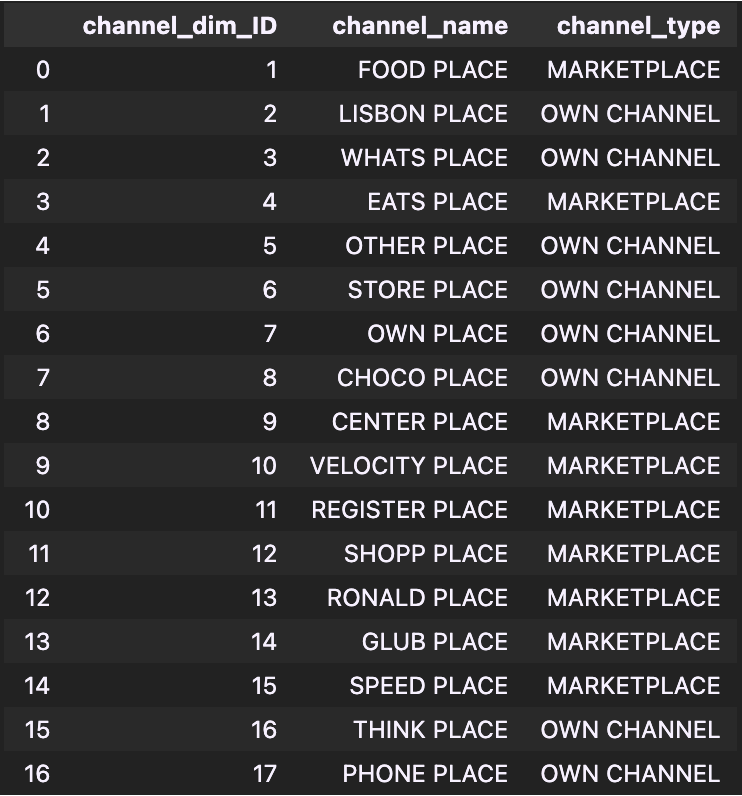 channel_dim_ID channel_name channel_type
0 1 FOOD PLACE MARKETPLACE
1 2 LISBON PLACE OWN CHANNEL
2 3 WHATS PLACE OWN CHANNEL
3 4 EATS PLACE MARKETPLACE
4 5 OTHER PLACE OWN CHANNEL
5 6 STORE PLACE OWN CHANNEL
6 7 OWN PLACE OWN CHANNEL
7 8 CHOCO PLACE OWN CHANNEL
8 9 CENTER PLACE MARKETPLACE
9 10 VELOCITY PLACE MARKETPLACE
10 11 REGISTER PLACE MARKETPLACE
11 12 SHOPP PLACE MARKETPLACE
12 13 RONALD PLACE MARKETPLACE
13 14 GLUB PLACE MARKETPLACE
14 15 SPEED PLACE MARKETPLACE
15 16 THINK PLACE OWN CHANNEL
16 17 PHONE PLACE OWN CHANNEL